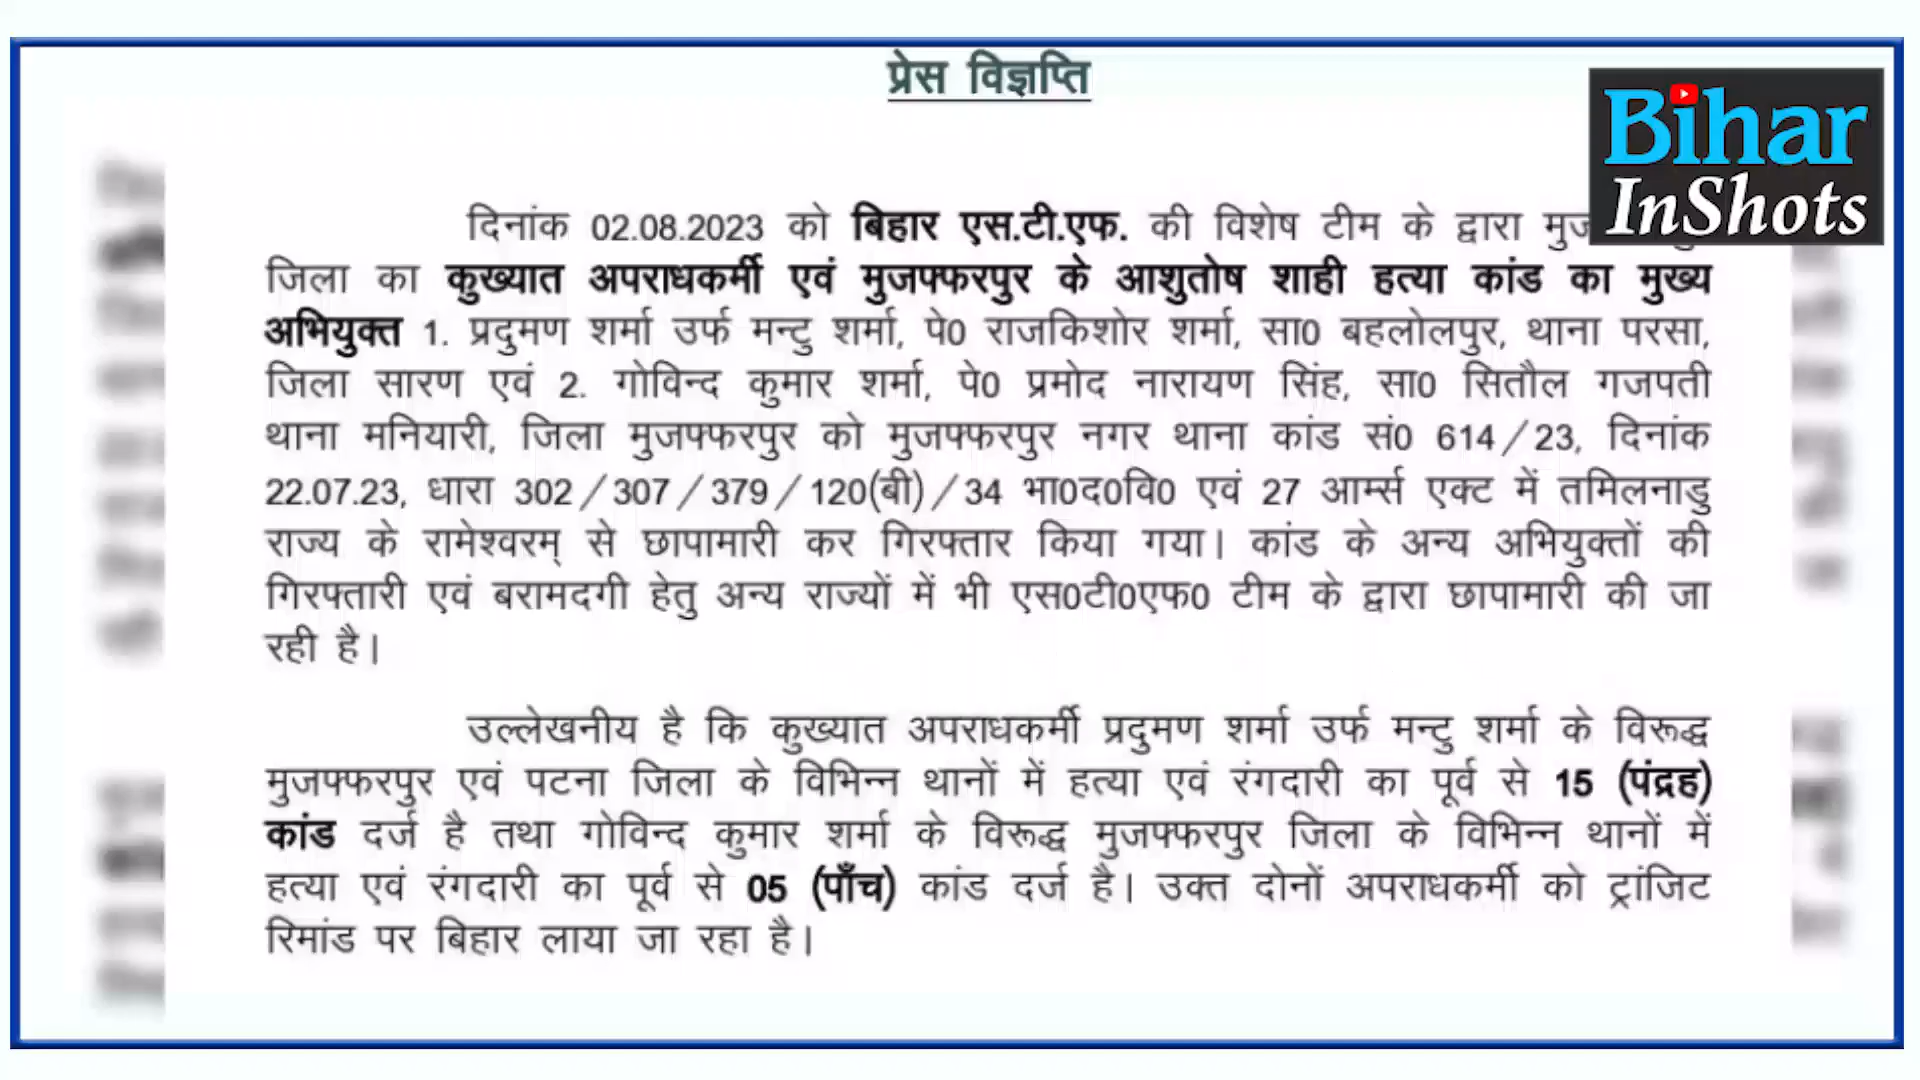 प्रेस विज्ञप्ति
Bihar
InShots
दिनांक 02.08.2023 को बिहार एस.टी.एफ. की विशेष टीम के द्वारा
जिला का कुख्यात अपराधकर्मी एवं मुजफ्फरपुर के आशुतोष शाही हत्या कांड का मुख्य
अभियुक्त 1. प्रदुमण शर्मा उर्फ मन्टु शर्मा, पे0 राजकिशोर शर्मा, सा0 बहलोलपुर, थाना परसा,
जिला सारण एवं 2. गोविन्द कुमार शर्मा, पे0 प्रमोद नारायण सिंह, सा0 सितौल गजपती
थाना मनियारी, जिला मुजफ्फरपुर को मुजफ्फरपुर नगर थाना कांड सं0 614/23, दिनांक
22.07.23, धारा 302/307/379/120(बी)/34 भा0द0वि0 एवं 27 आर्म्स एक्ट में तमिलनाडु
राज्य के रामेश्वरम् से छापामारी कर गिरफ्तार किया गया। कांड के अन्य अभियुक्तों की
गिरफ्तारी एवं बरामदगी हेतु अन्य राज्यों में भी एस0टी0एफ0 टीम के द्वारा छापामारी की जा
रही है।
उल्लेखनीय है कि कुख्यात अपराधकर्मी प्रदुमण शर्मा उर्फ मन्टु शर्मा के विरूद्ध
मुजफ्फरपुर एवं पटना जिला के विभिन्न थानों में हत्या एवं रंगदारी का पूर्व से 15 (पंद्रह)
कांड दर्ज है तथा गोविन्द कुमार शर्मा के विरूद्ध मुजफ्फरपुर जिला के विभिन्न थानों में
हत्या एवं रंगदारी का पूर्व से 05 (पाँच) कांड दर्ज है। उक्त दोनों अपराधकर्मी को ट्रांजिट
रिमांड पर बिहार लाया जा रहा है।